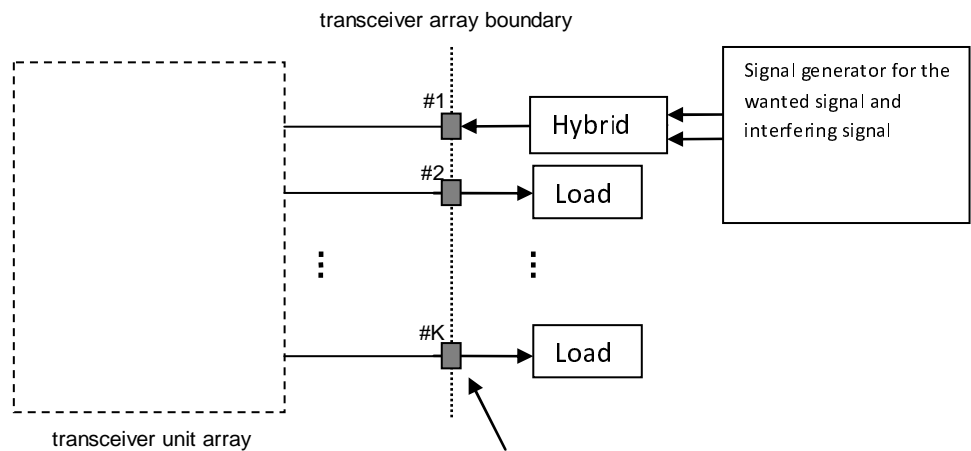 transceiver array boundary
#1
Hybrid
Signal generator for the
wanted signal and
interfering signal
#2
Load
#K
Load
transceiver unit array